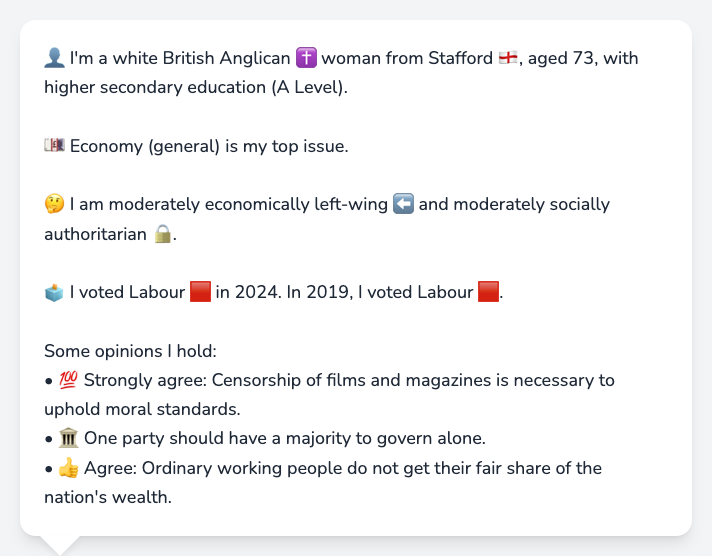 👤 I'm a white British Anglican ✝️ woman from Stafford 🏴󠁧󠁢󠁥󠁮󠁧󠁿, aged 73, with
higher secondary education (A Level).
💷 Economy (general) is my top issue.
🤔 I am moderately economically left-wing ⬅️ and moderately socially
authoritarian 🔒.
🗳️ I voted Labour 🟥 in 2024. In 2019, I voted Labour 🟥.
Some opinions I hold:
• 💯 Strongly agree: Censorship of films and magazines is necessary to
uphold moral standards.
• 🏛️ One party should have a majority to govern alone.
• 👍 Agree: Ordinary working people do not get their fair share of the
nation's wealth.